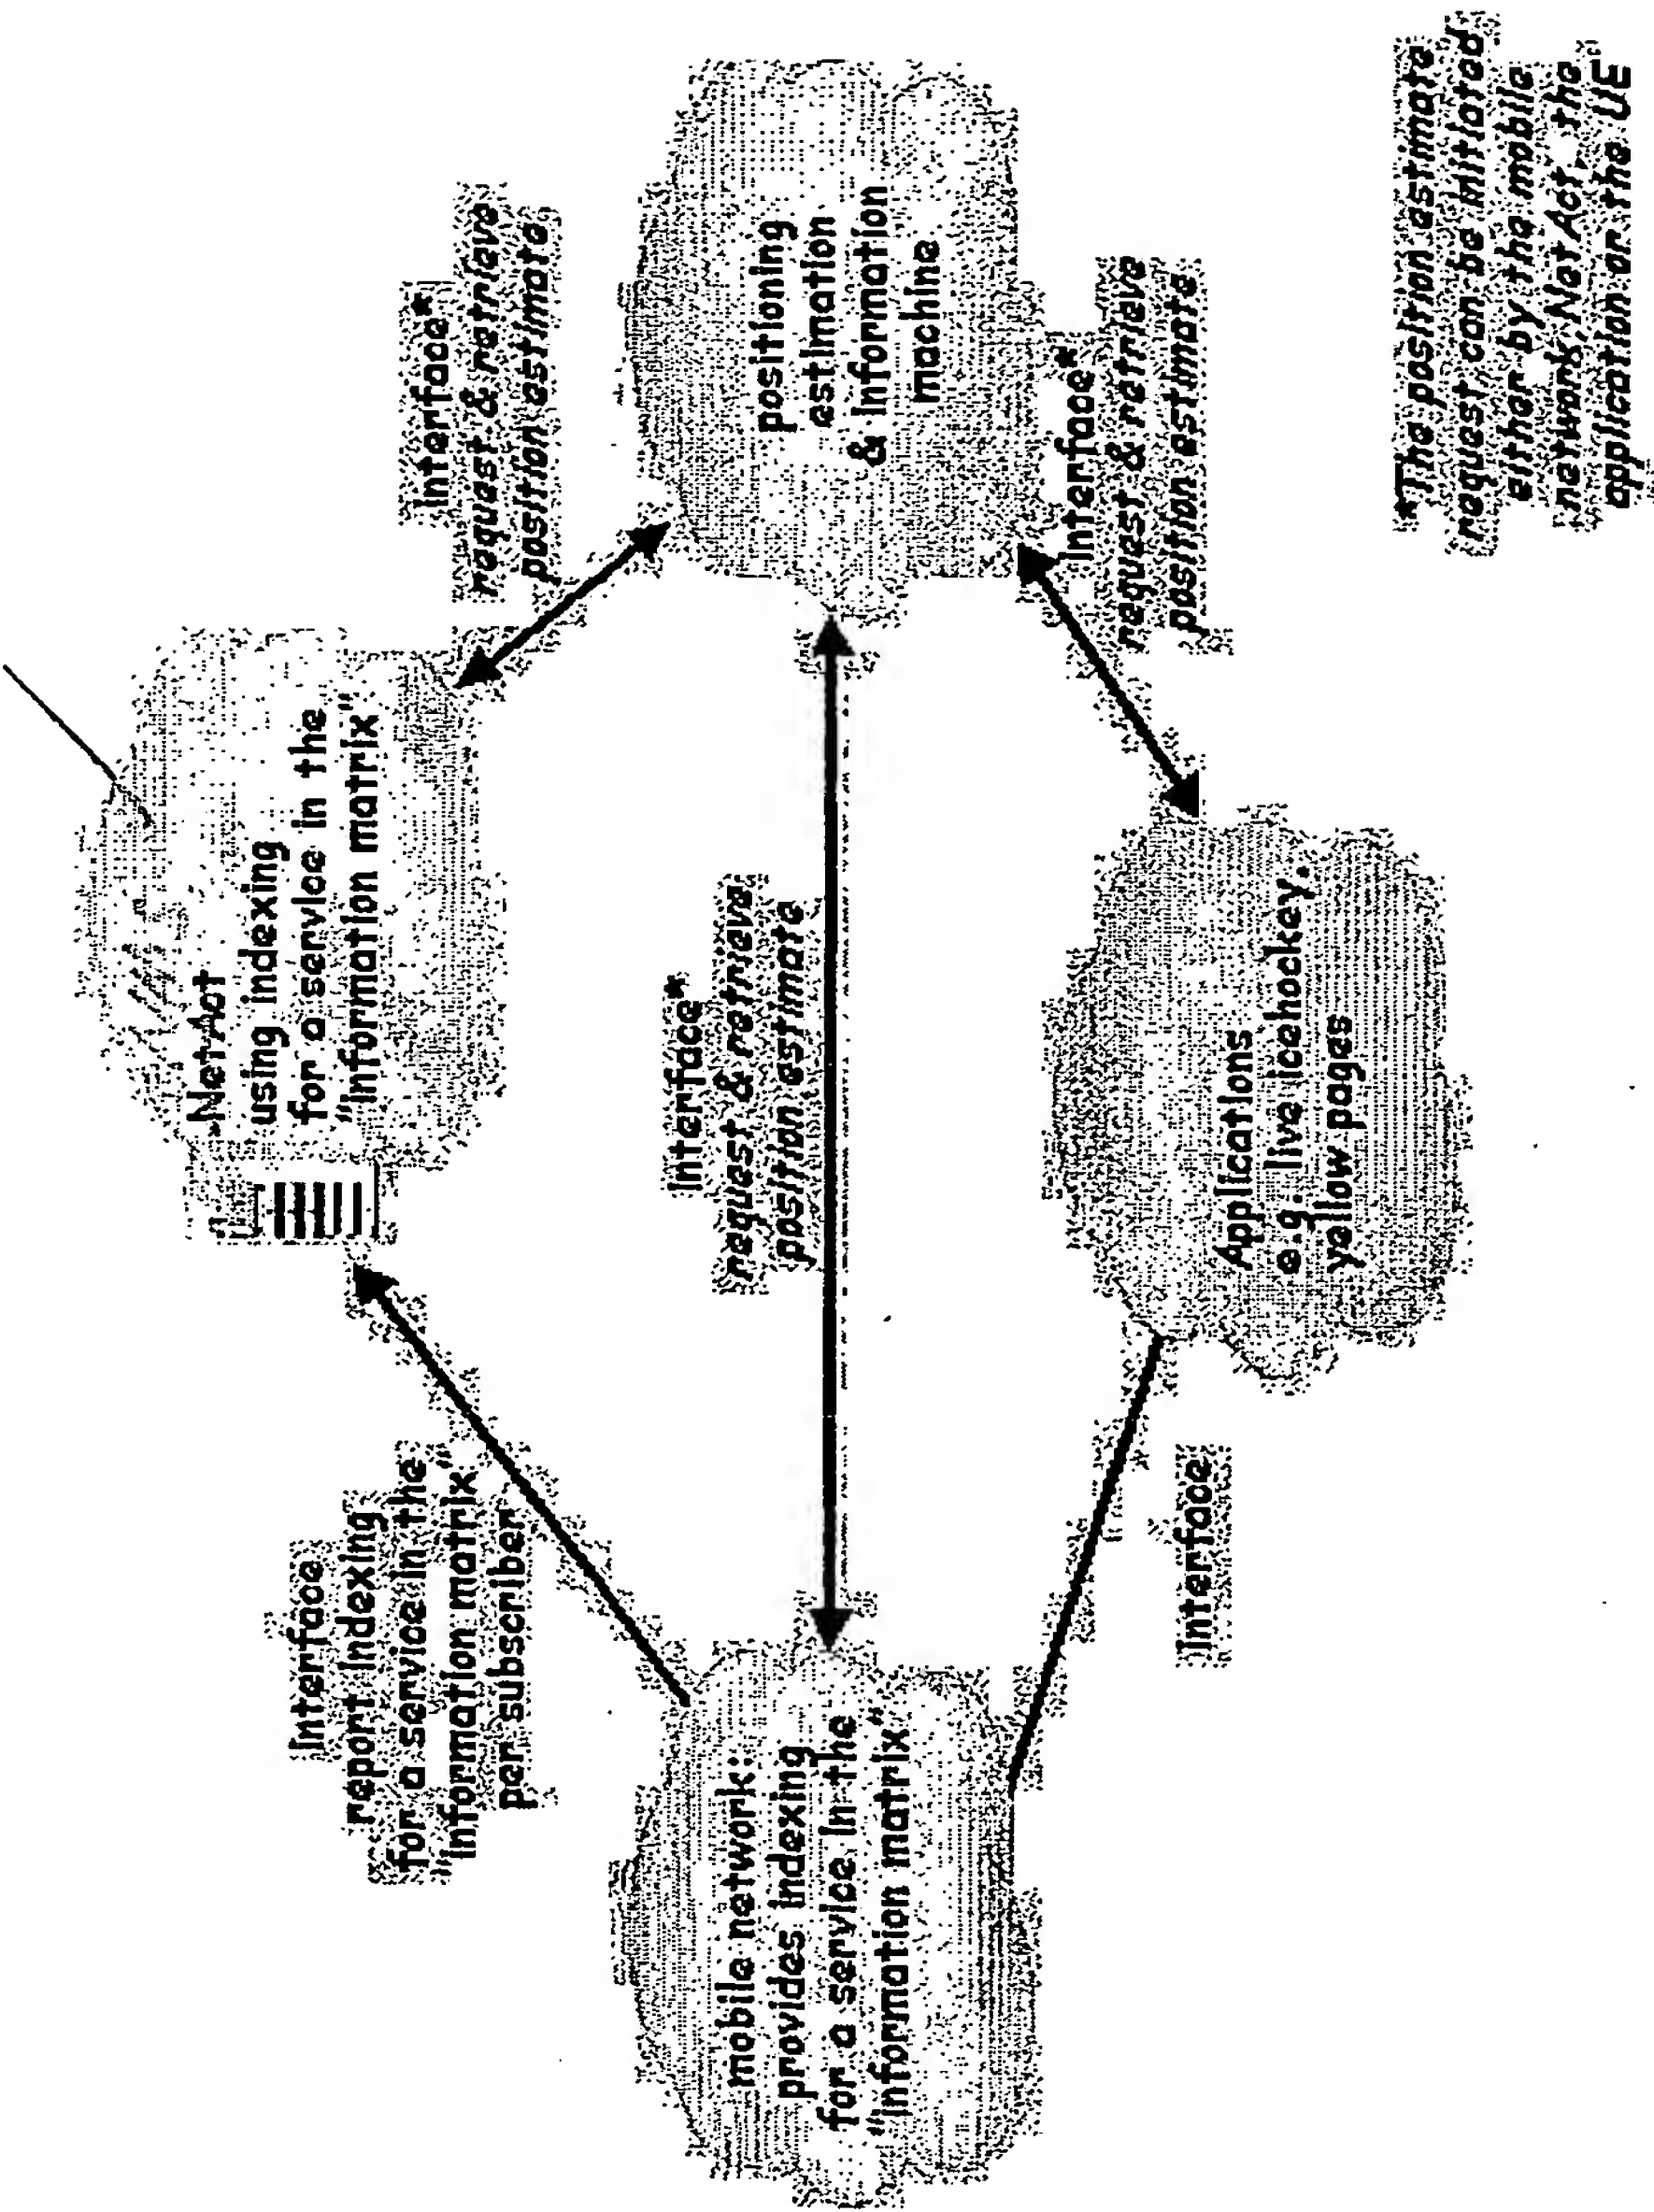 Interface
report indexing
for a service in the
"information matrix"
per subscriber
NetAct
using indexing
for a service in the
"information matrix"
Interface*
request & retrieve
position estimate
mobile network:
provides indexing
for a service in the
"information matrix"
Interface*
request & retrieve
position estimate
positioning
estimation
& information
machine
Interface
Applications
e.g. live icehockey,
yellow pages
Interface*
request & retrieve
position estimate
*The position estimate
request can be initiated
either by the mobile
network, NetAct, the
application or the UE